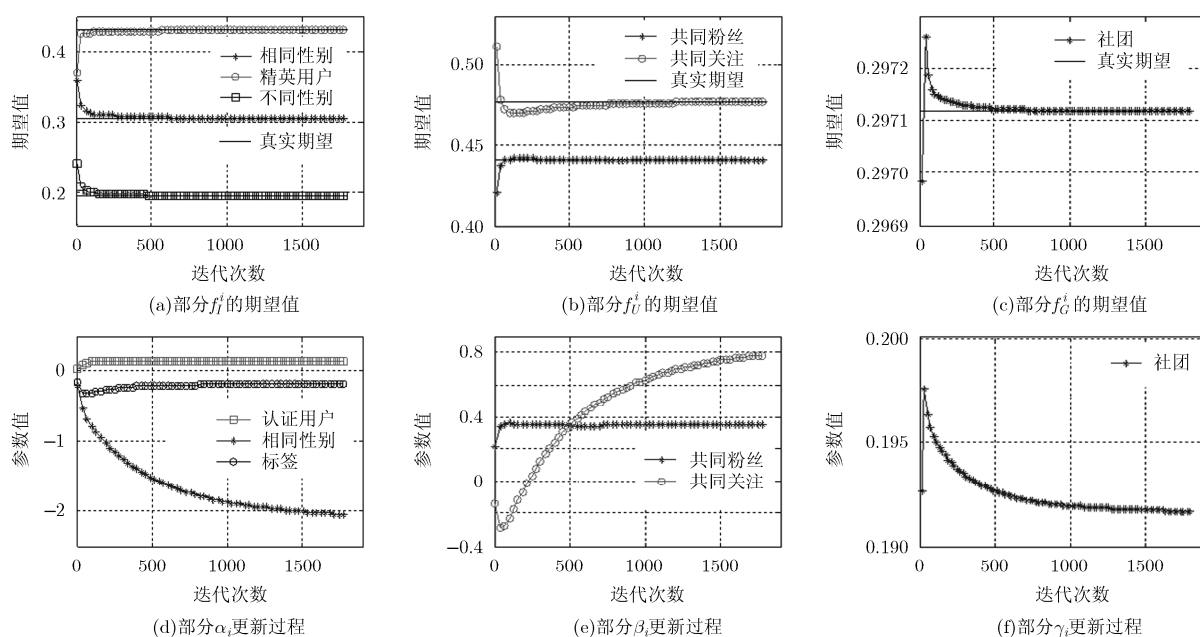 期望值
0.4
0.3
0.2
0
500
1000
1500
相同性别
精英用户
不同性别
真实期望
迭代次数
(a)部分f_I^i的期望值
期望值
0.50
0.45
0.40
0
500
1000
1500
共同粉丝
共同关注
真实期望
迭代次数
(b)部分f_U^i的期望值
期望值
0.2972
0.2971
0.2970
0.2969
0
500
1000
1500
社团
真实期望
迭代次数
(c)部分f_G^i的期望值
参数值
0
−1
−2
0
500
1000
1500
认证用户
相同性别
标签
迭代次数
(d)部分α_i更新过程
参数值
0.8
0.4
0
−0.4
0
500
1000
1500
共同粉丝
共同关注
迭代次数
(e)部分β_i更新过程
参数值
0.200
0.195
0.190
0
500
1000
1500
社团
迭代次数
(f)部分γ_i更新过程